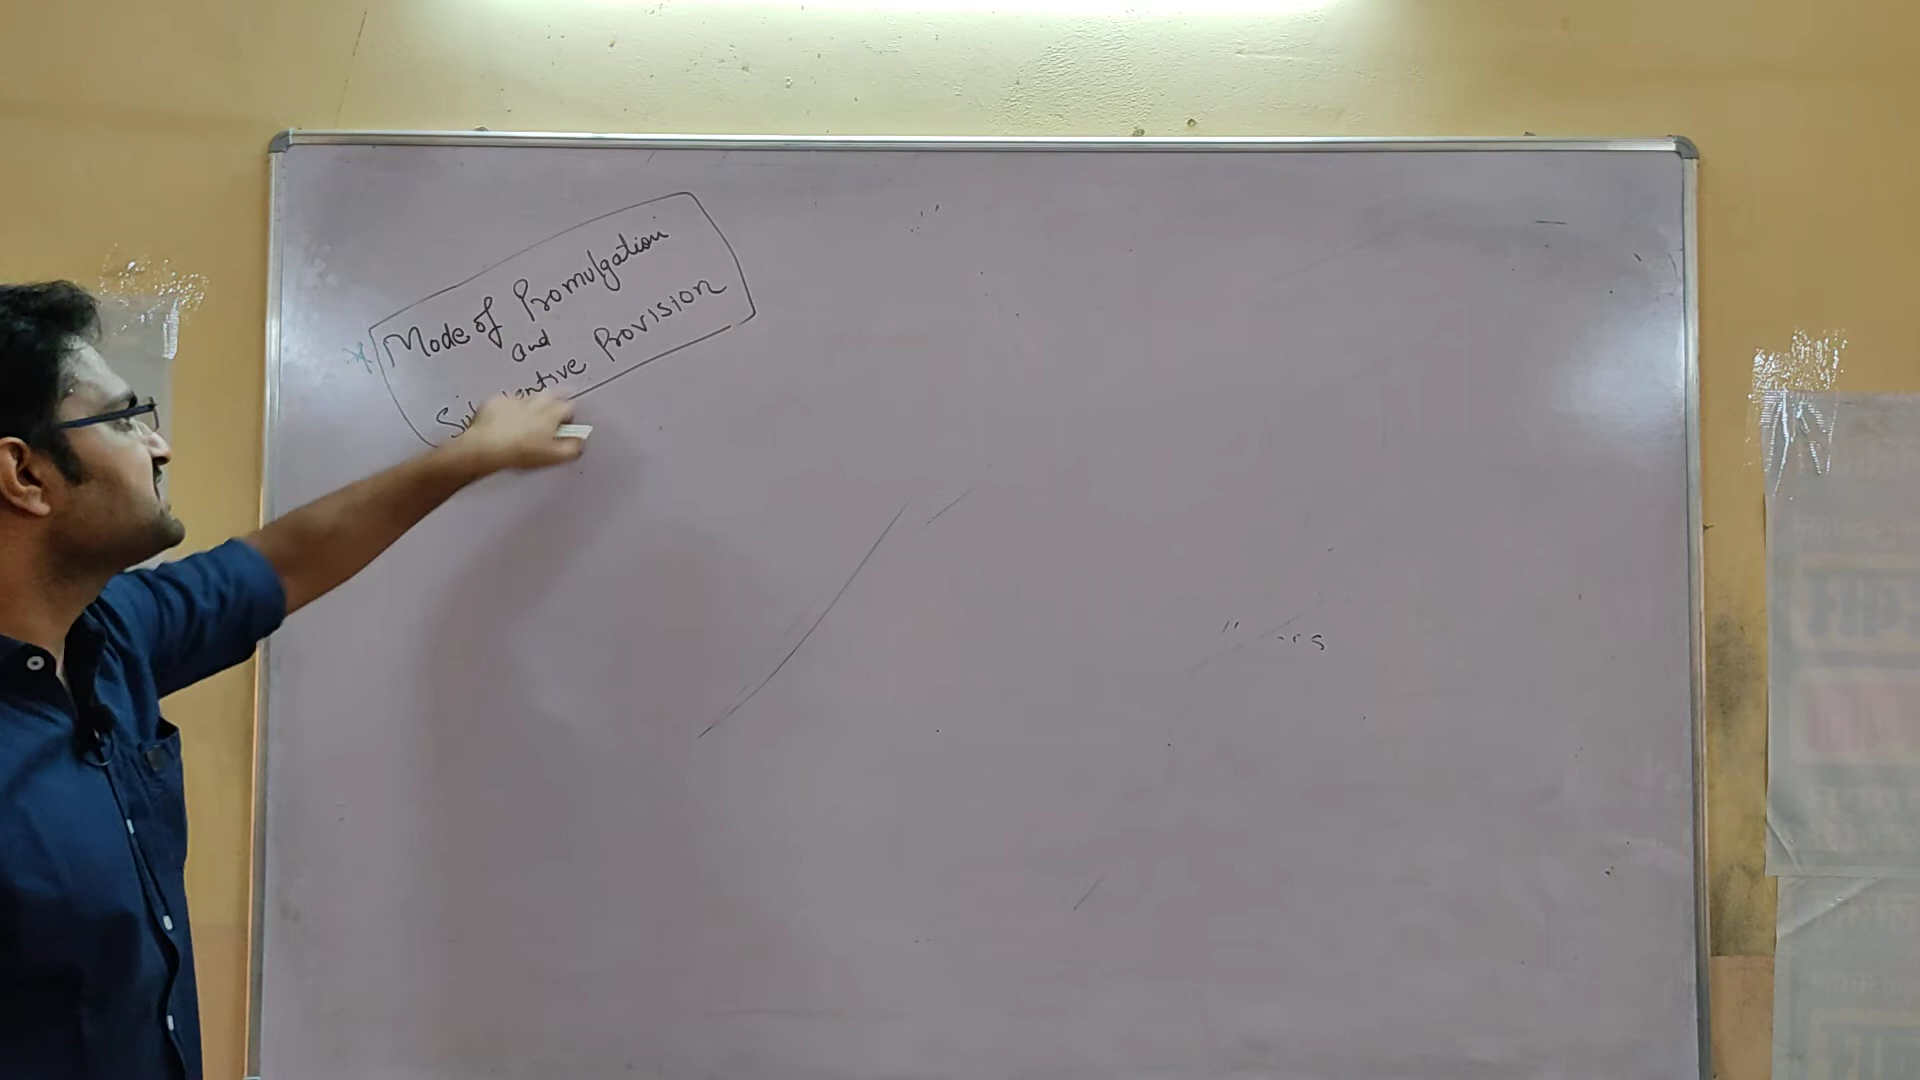 Mode of Promulgation
and
Provision